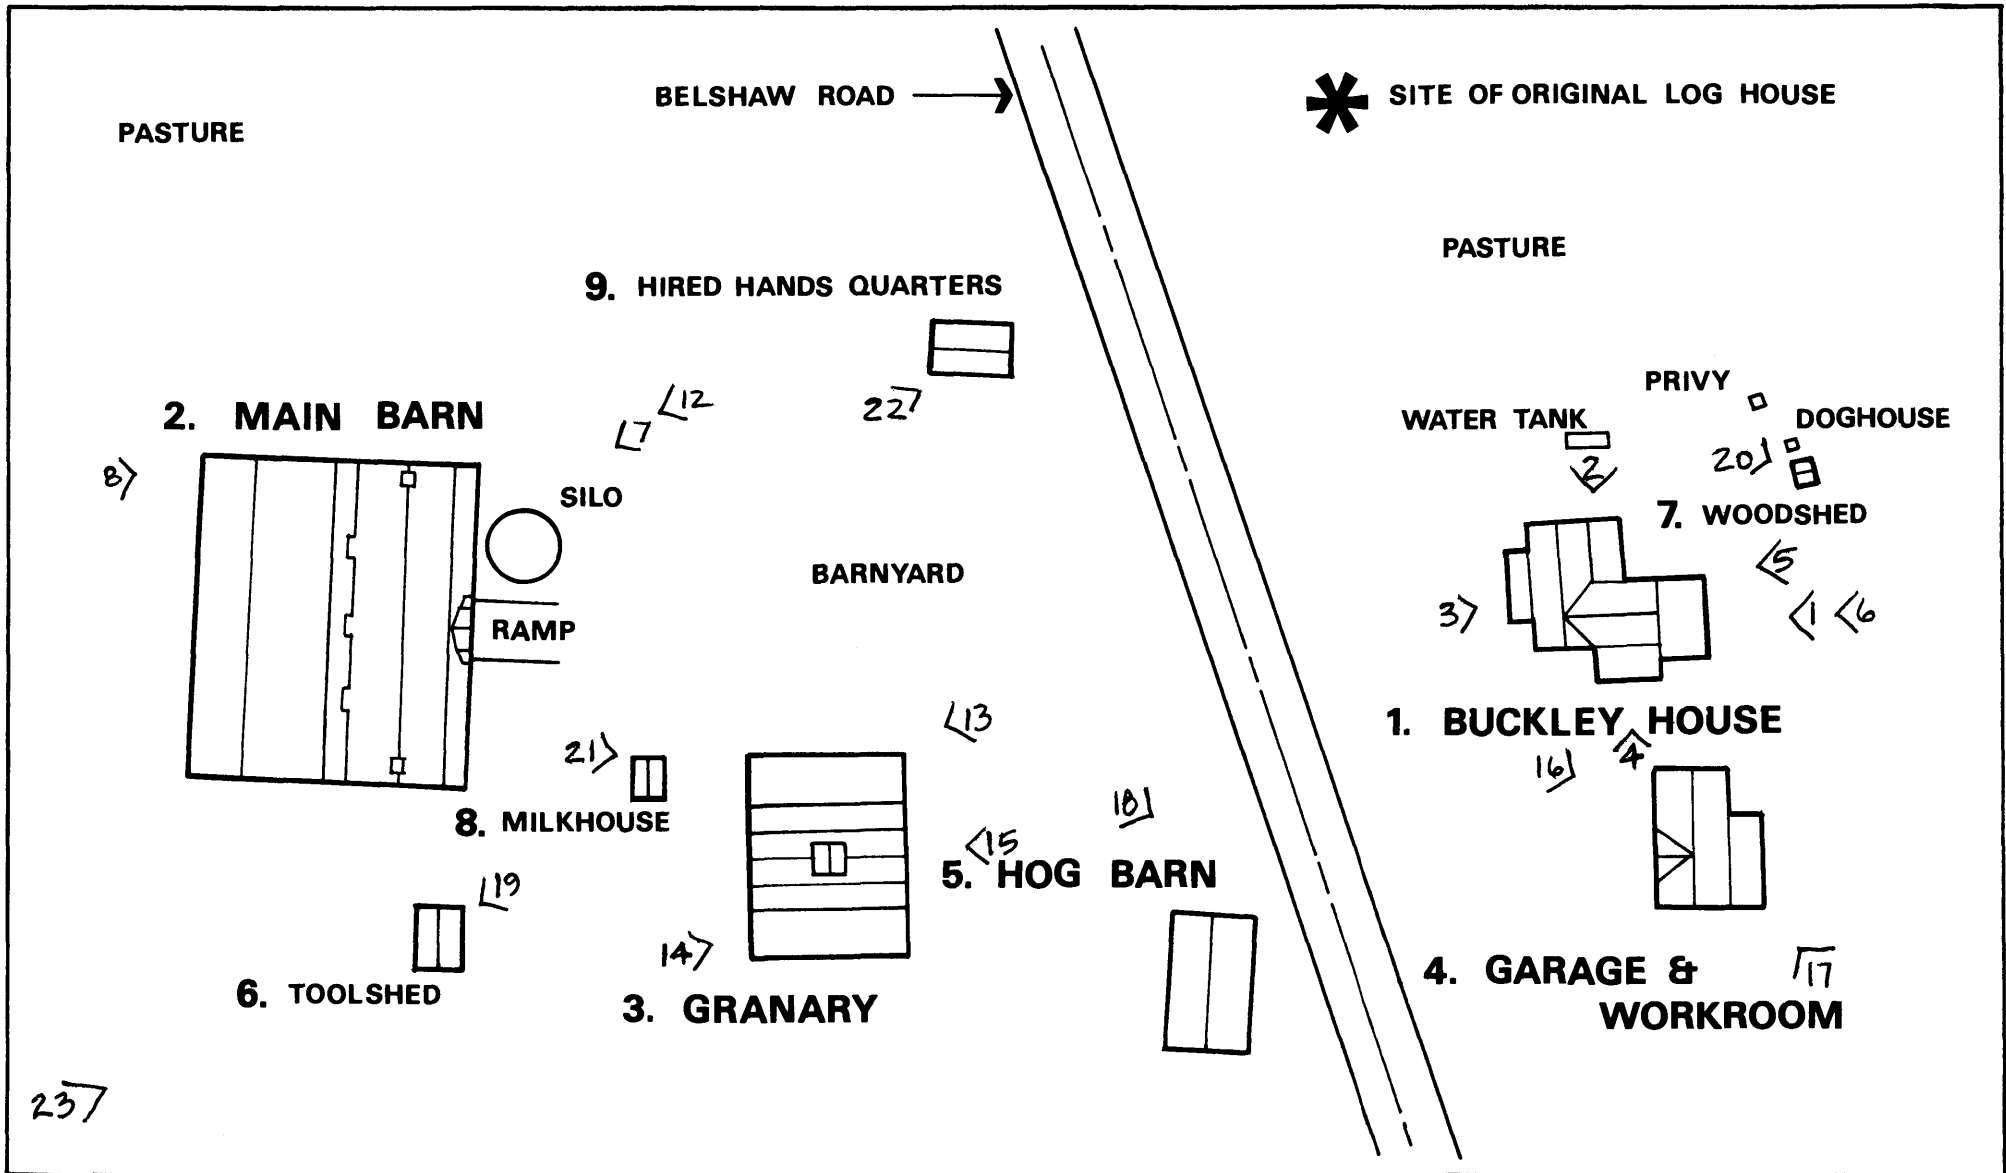 BELSHAW ROAD
SITE OF ORIGINAL LOG HOUSE
PASTURE
PASTURE
9. HIRED HANDS QUARTERS
PRIVY
12
22
2. MAIN BARN
7
WATER TANK
DOGHOUSE
8
2
20
SILO
7. WOODSHED
5
BARNYARD
3
1
6
RAMP
13
1. BUCKLEY HOUSE
21
16
4
18
8. MILKHOUSE
15
5. HOG BARN
19
14
4. GARAGE &
WORKROOM
17
6. TOOLSHED
3. GRANARY
23